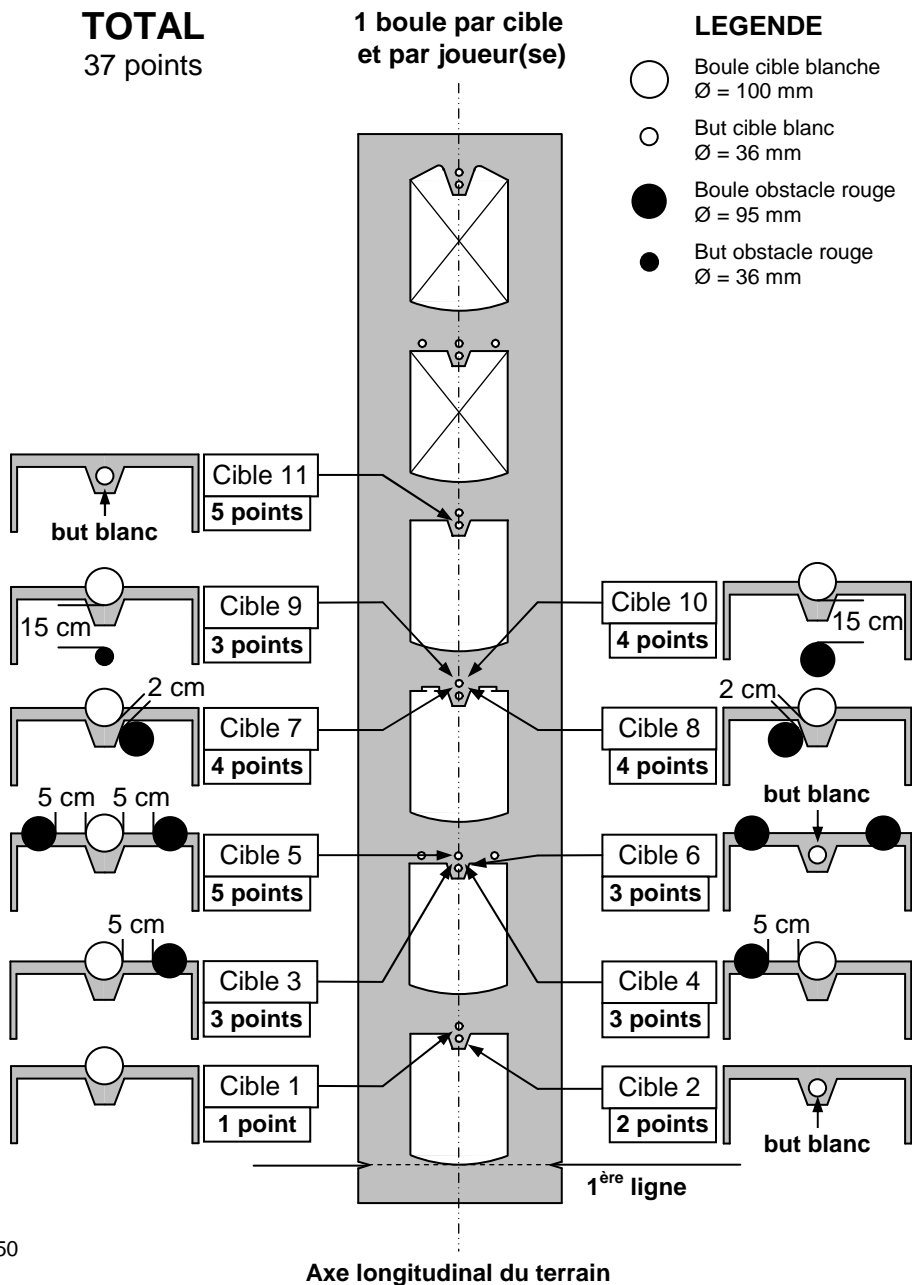 TOTAL
37 points
1 boule par cible
et par joueur(se)
LEGENDE
Boule cible blanche
Ø = 100 mm
But cible blanc
Ø = 36 mm
Boule obstacle rouge
Ø = 95 mm
But obstacle rouge
Ø = 36 mm
Cible 11
5 points
but blanc
Cible 9
3 points
15 cm
Cible 10
4 points
15 cm
2 cm
Cible 7
4 points
2 cm
Cible 8
4 points
5 cm 5 cm
Cible 5
5 points
but blanc
Cible 6
3 points
5 cm
Cible 3
3 points
5 cm
Cible 4
3 points
Cible 1
1 point
Cible 2
2 points
but blanc
1ère ligne
50
Axe longitudinal du terrain